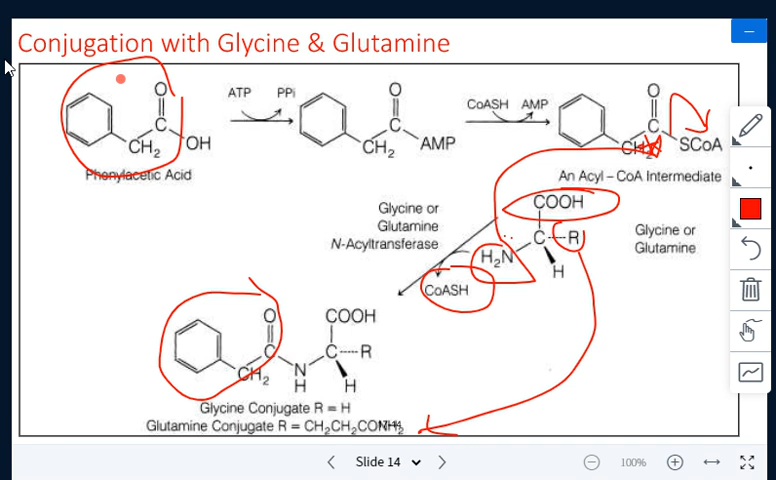 Conjugation with Glycine & Glutamine
ATP PPi
CoASH AMP
O
C
CH2
OH
O
C
CH2
AMP
O
C
CH2
SCoA
Phenylacetic Acid
An Acyl – CoA Intermediate
Glycine or
Glutamine
N-Acyltransferase
COOH
C----R
H2N
H
Glycine or
Glutamine
CoASH
O
C
CH2
N
H
COOH
C----R
H
Glycine Conjugate R = H
Glutamine Conjugate R = CH2CH2CONH2
Slide 14
100%